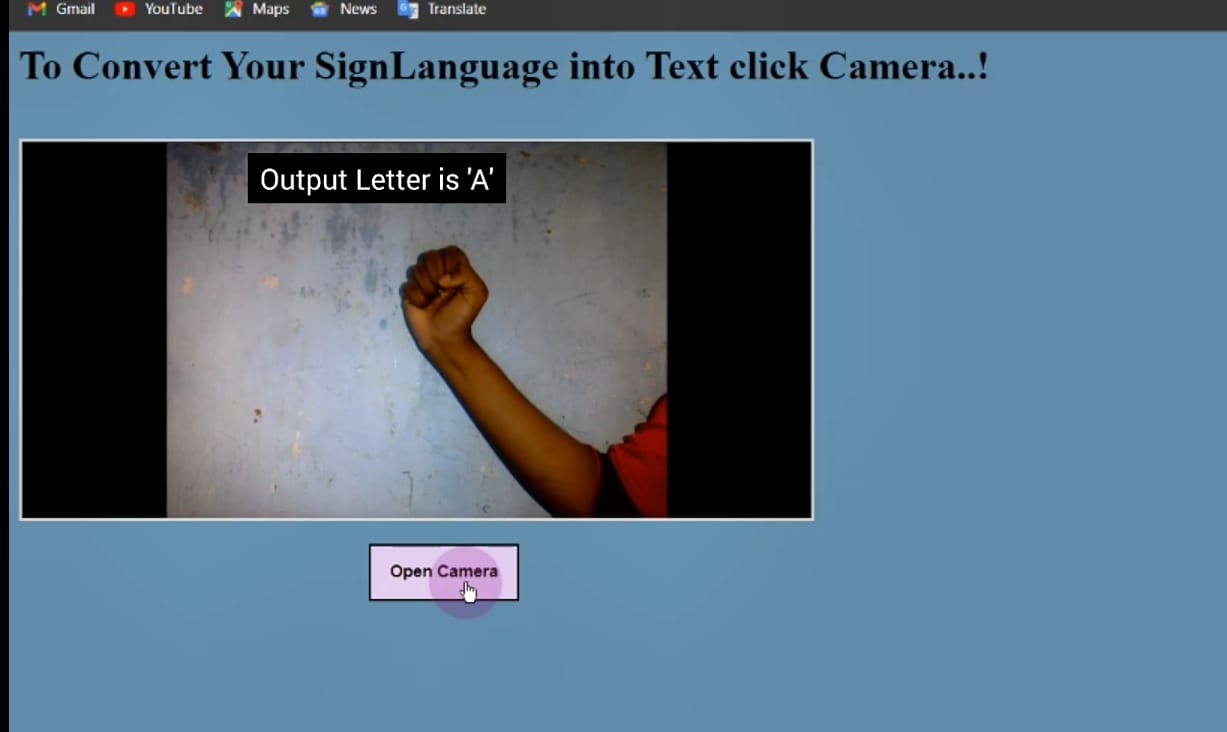 Gmail YouTube Maps News Translate
To Convert Your SignLanguage into Text click Camera..!
Output Letter is 'A'
Open Camera